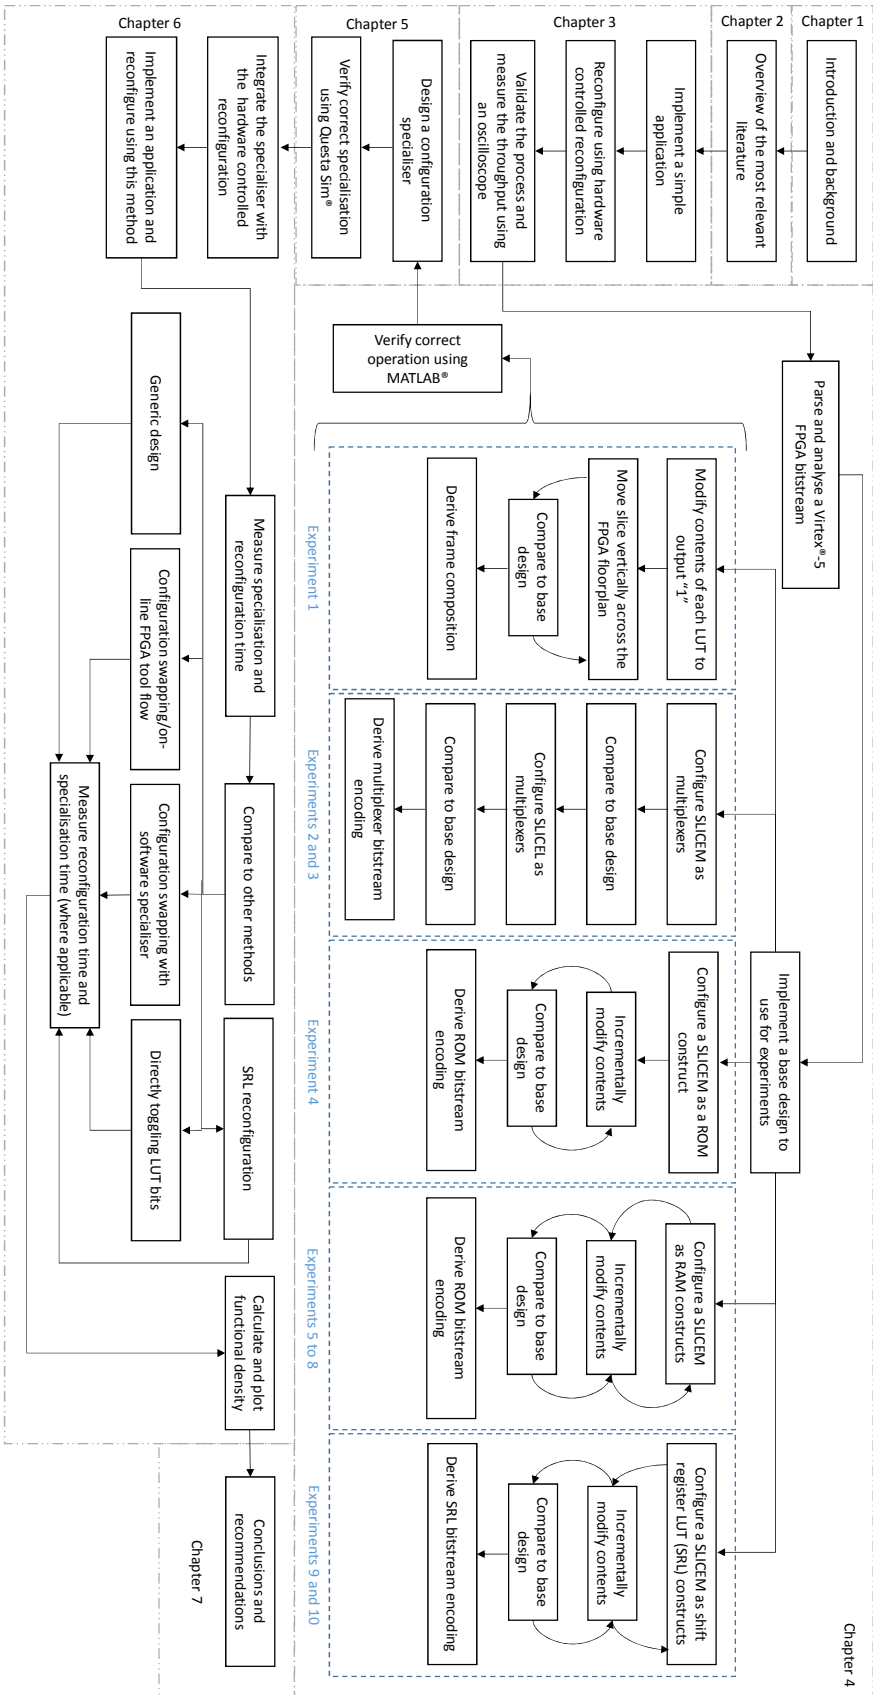 Chapter 1
Introduction and background
Chapter 2
Overview of the most relevant
literature
Chapter 3
Implement a simple
application
Reconfigure using hardware
controlled reconfiguration
Validate the process and
measure the throughput using
an oscilloscope
Chapter 4
Parse and analyse a Virtex®-5
FPGA bitstream
Implement a base design to
use for experiments
Modify contents of each LUT to
output “1”
Move slice vertically across the
FPGA floorplan
Compare to base
design
Derive frame composition
Experiment 1
Configure SLICEM as
multiplexers
Compare to base design
Configure SLICEL as
multiplexers
Compare to base design
Derive multiplexer bitstream
encoding
Experiments 2 and 3
Configure a SLICEM as a ROM
construct
Incrementally
modify contents
Compare to base
design
Derive ROM bitstream
encoding
Experiment 4
Configure a SLICEM
as RAM constructs
Incrementally
modify contents
Compare to base
design
Derive ROM bitstream
encoding
Experiments 5 to 8
Configure a SLICEM as shift
register LUT (SRL) constructs
Incrementally
modify contents
Compare to base
design
Derive SRL bitstream encoding
Experiments 9 and 10
Verify correct
operation using
MATLAB®
Chapter 5
Design a configuration
specialiser
Verify correct specialisation
using Questa Sim®
Chapter 6
Integrate the specialiser with
the hardware controlled
reconfiguration
Implement an application and
reconfigure using this method
Measure specialisation and
reconfiguration time
Compare to other methods
Generic design
Configuration swapping/on-
line FPGA tool flow
Configuration swapping with
software specialiser
Directly toggling LUT bits
SRL reconfiguration
Measure reconfiguration time and
specialisation time (where applicable)
Calculate and plot
functional density
Conclusions and
recommendations
Chapter 7